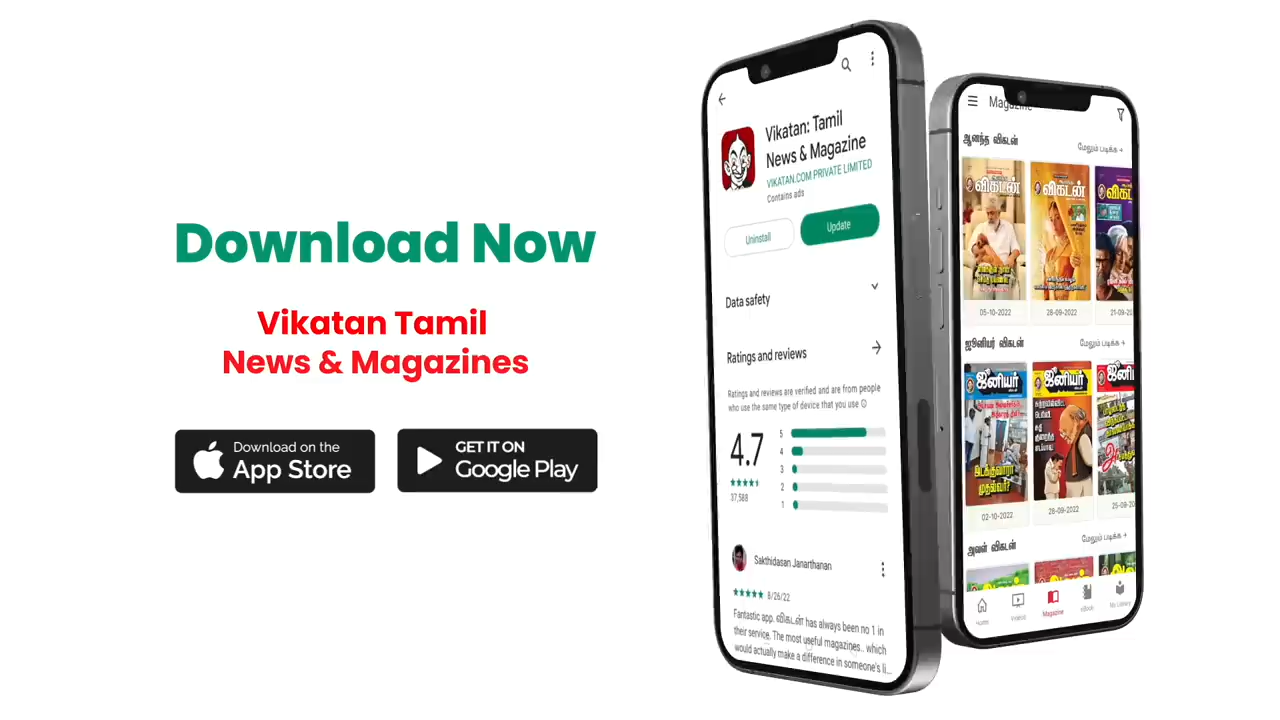 Download Now
Vikatan Tamil
News & Magazines
Download on the
App Store
GET IT ON
Google Play
Vikatan: Tamil
News & Magazine
VIKATAN.COM PRIVATE LIMITED
Contains ads
Uninstall
Update
Data safety
Ratings and reviews
Ratings and reviews are verified and are from people
who use the same type of device that you use
4.7
37,588
5
4
3
2
1
Sakthidasan Janarthanan
8/26/22
Fantastic app. விகடன் has always been no 1 in
their service. The most useful magazines.. which
would actually make a difference in someone's li...
Magazine
ஆனந்த விகடன்
மேலும் படிக்க →
விகடன்
விகடன்
05-10-2022
28-09-2022
21-09-20
ஜூனியர் விகடன்
மேலும் படிக்க →
ஜூனியர்
ஜூனியர்
இடக்குவாரா
முதல்வர்?
02-10-2022
28-09-2022
அவள் விகடன்
மேலும் படிக்க →
Home
Videos
Magazine
eBook
My Library